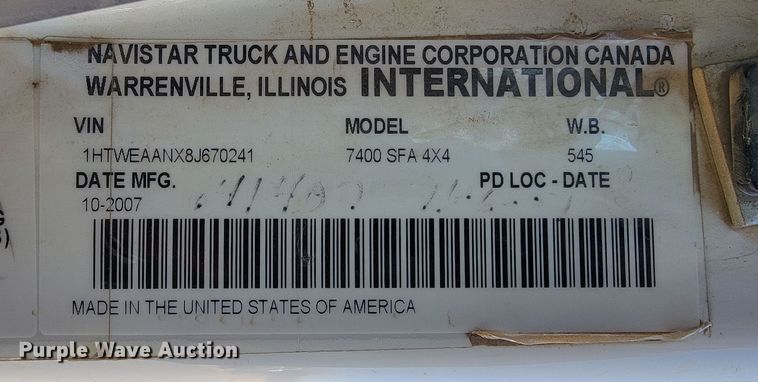 NAVISTAR TRUCK AND ENGINE CORPORATION CANADA
WARRENVILLE, ILLINOIS INTERNATIONAL®
VIN MODEL W.B.
1HTWEAANX8J670241 7400 SFA 4X4 545
DATE MFG. PD LOC - DATE
10-2007
MADE IN THE UNITED STATES OF AMERICA
Purple Wave Auction